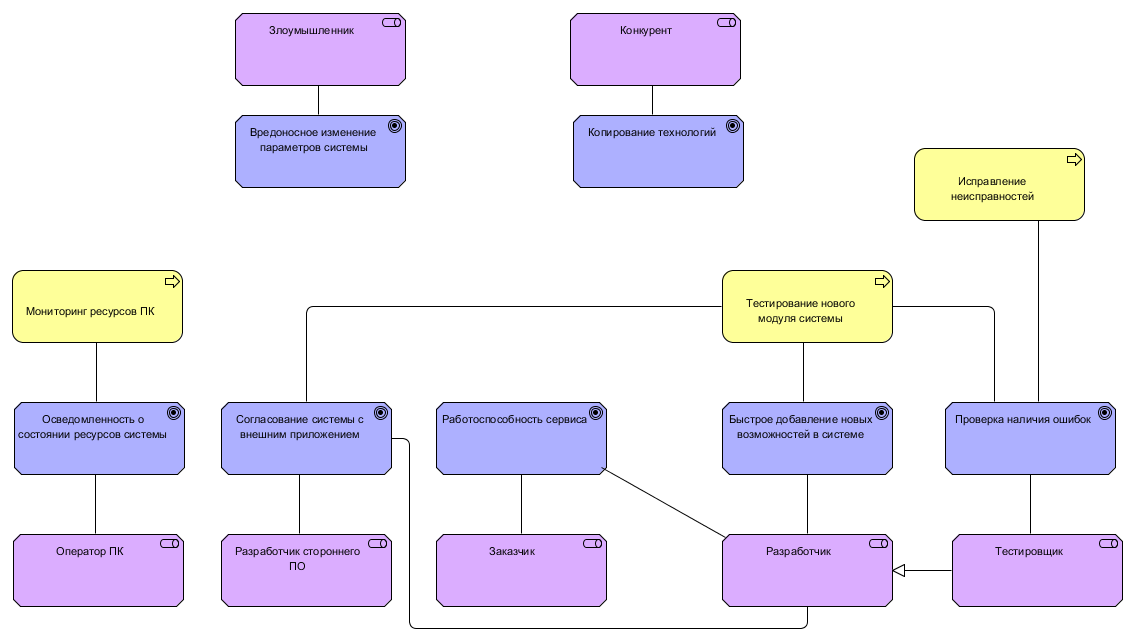 Злоумышленник
Конкурент
Вредоносное изменение
параметров системы
Копирование технологий
Исправление
неисправностей
Мониторинг ресурсов ПК
Тестирование нового
модуля системы
Осведомленность о
состоянии ресурсов системы
Согласование системы с
внешним приложением
Работоспособность сервиса
Быстрое добавление новых
возможностей в системе
Проверка наличия ошибок
Оператор ПК
Разработчик стороннего
ПО
Заказчик
Разработчик
Тестировщик